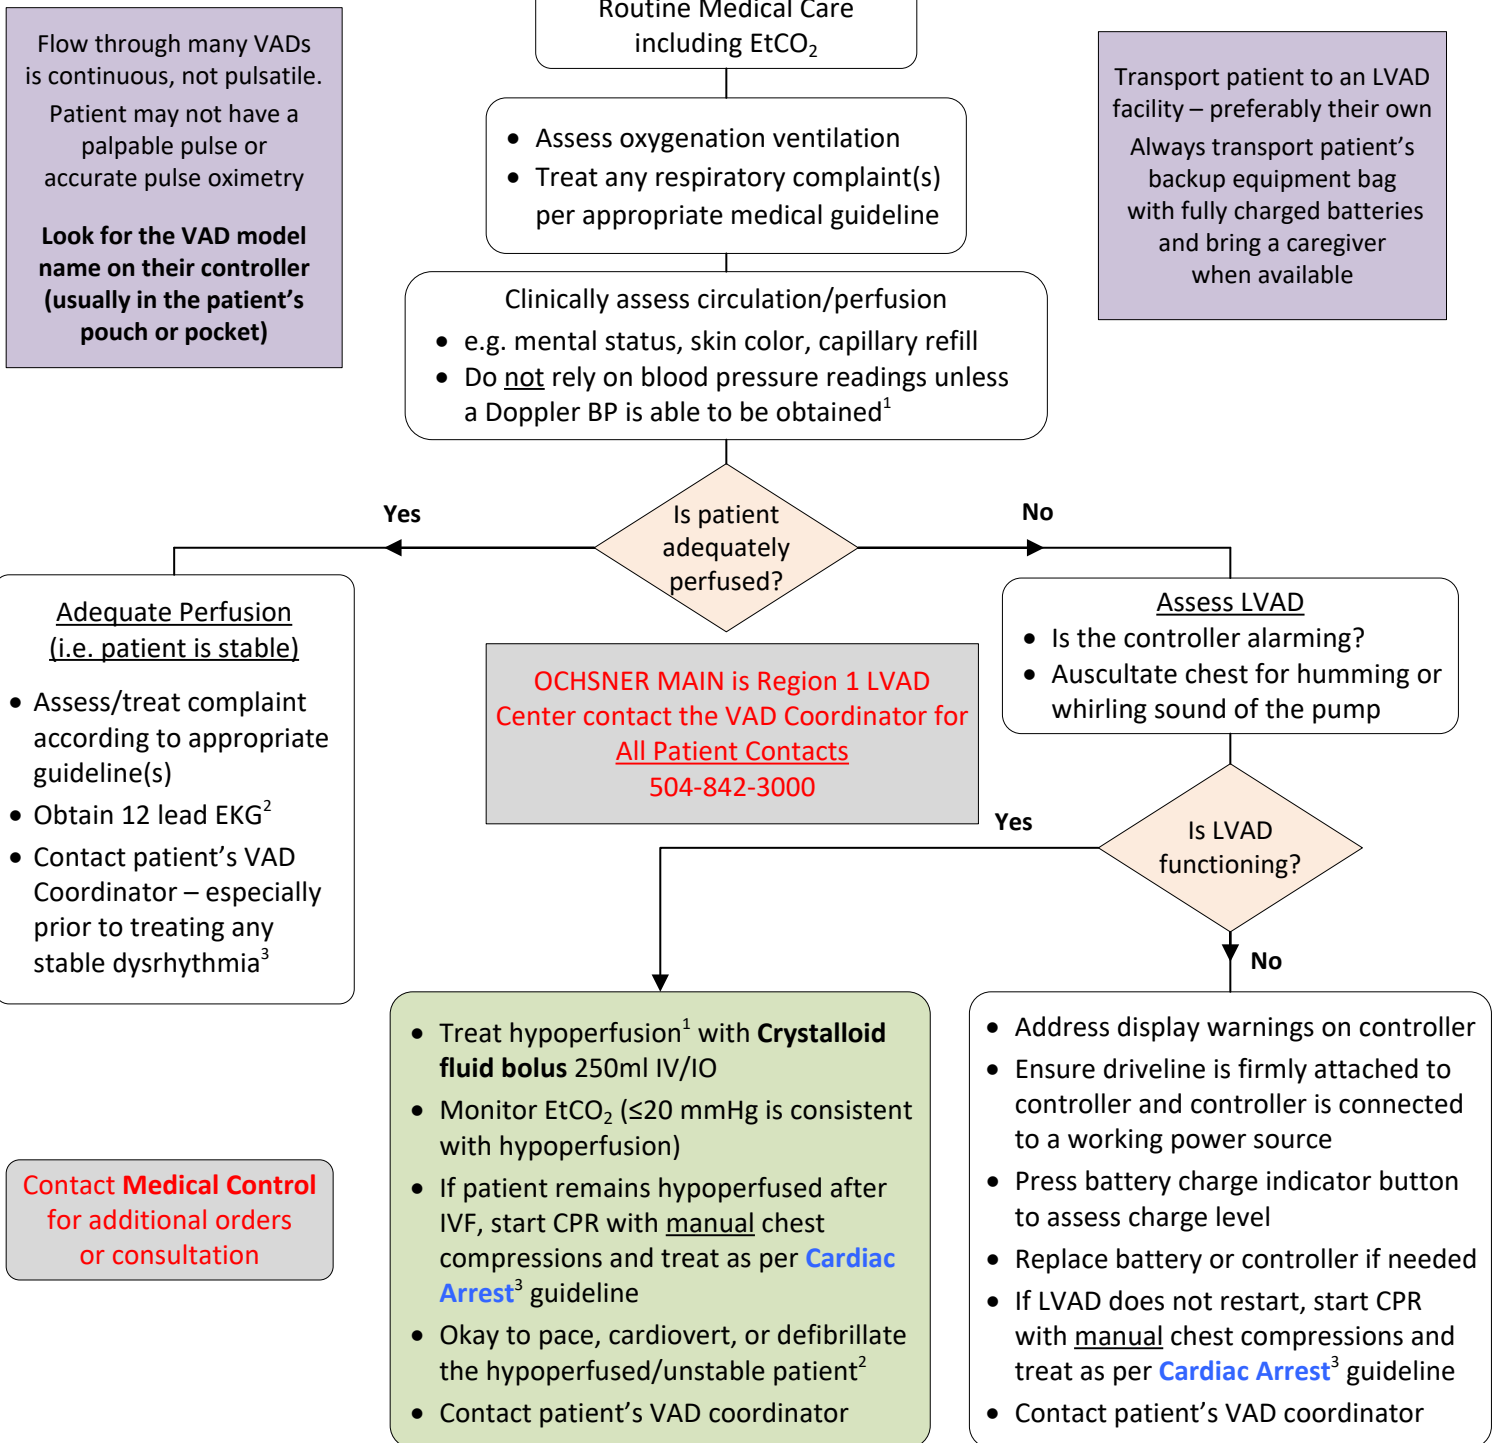 Routine Medical Care
including EtCO₂
Flow through many VADs
is continuous, not pulsatile.
Patient may not have a
palpable pulse or
accurate pulse oximetry
Look for the VAD model
name on their controller
(usually in the patient's
pouch or pocket)
Transport patient to an LVAD
facility – preferably their own
Always transport patient's
backup equipment bag
with fully charged batteries
and bring a caregiver
when available
• Assess oxygenation ventilation
• Treat any respiratory complaint(s)
per appropriate medical guideline
Clinically assess circulation/perfusion
• e.g. mental status, skin color, capillary refill
• Do not rely on blood pressure readings unless
a Doppler BP is able to be obtained¹
Is patient
adequately
perfused?
Yes
No
Adequate Perfusion
(i.e. patient is stable)
• Assess/treat complaint
according to appropriate
guideline(s)
• Obtain 12 lead EKG²
• Contact patient's VAD
Coordinator – especially
prior to treating any
stable dysrhythmia³
OCHSNER MAIN is Region 1 LVAD
Center contact the VAD Coordinator for
All Patient Contacts
504-842-3000
Assess LVAD
• Is the controller alarming?
• Auscultate chest for humming or
whirling sound of the pump
Is LVAD
functioning?
Yes
No
• Treat hypoperfusion¹ with Crystalloid
fluid bolus 250ml IV/IO
• Monitor EtCO₂ (≤20 mmHg is consistent
with hypoperfusion)
• If patient remains hypoperfused after
IVF, start CPR with manual chest
compressions and treat as per Cardiac
Arrest³ guideline
• Okay to pace, cardiovert, or defibrillate
the hypoperfused/unstable patient²
• Contact patient's VAD coordinator
• Address display warnings on controller
• Ensure driveline is firmly attached to
controller and controller is connected
to a working power source
• Press battery charge indicator button
to assess charge level
• Replace battery or controller if needed
• If LVAD does not restart, start CPR
with manual chest compressions and
treat as per Cardiac Arrest³ guideline
• Contact patient's VAD coordinator
Contact Medical Control
for additional orders
or consultation